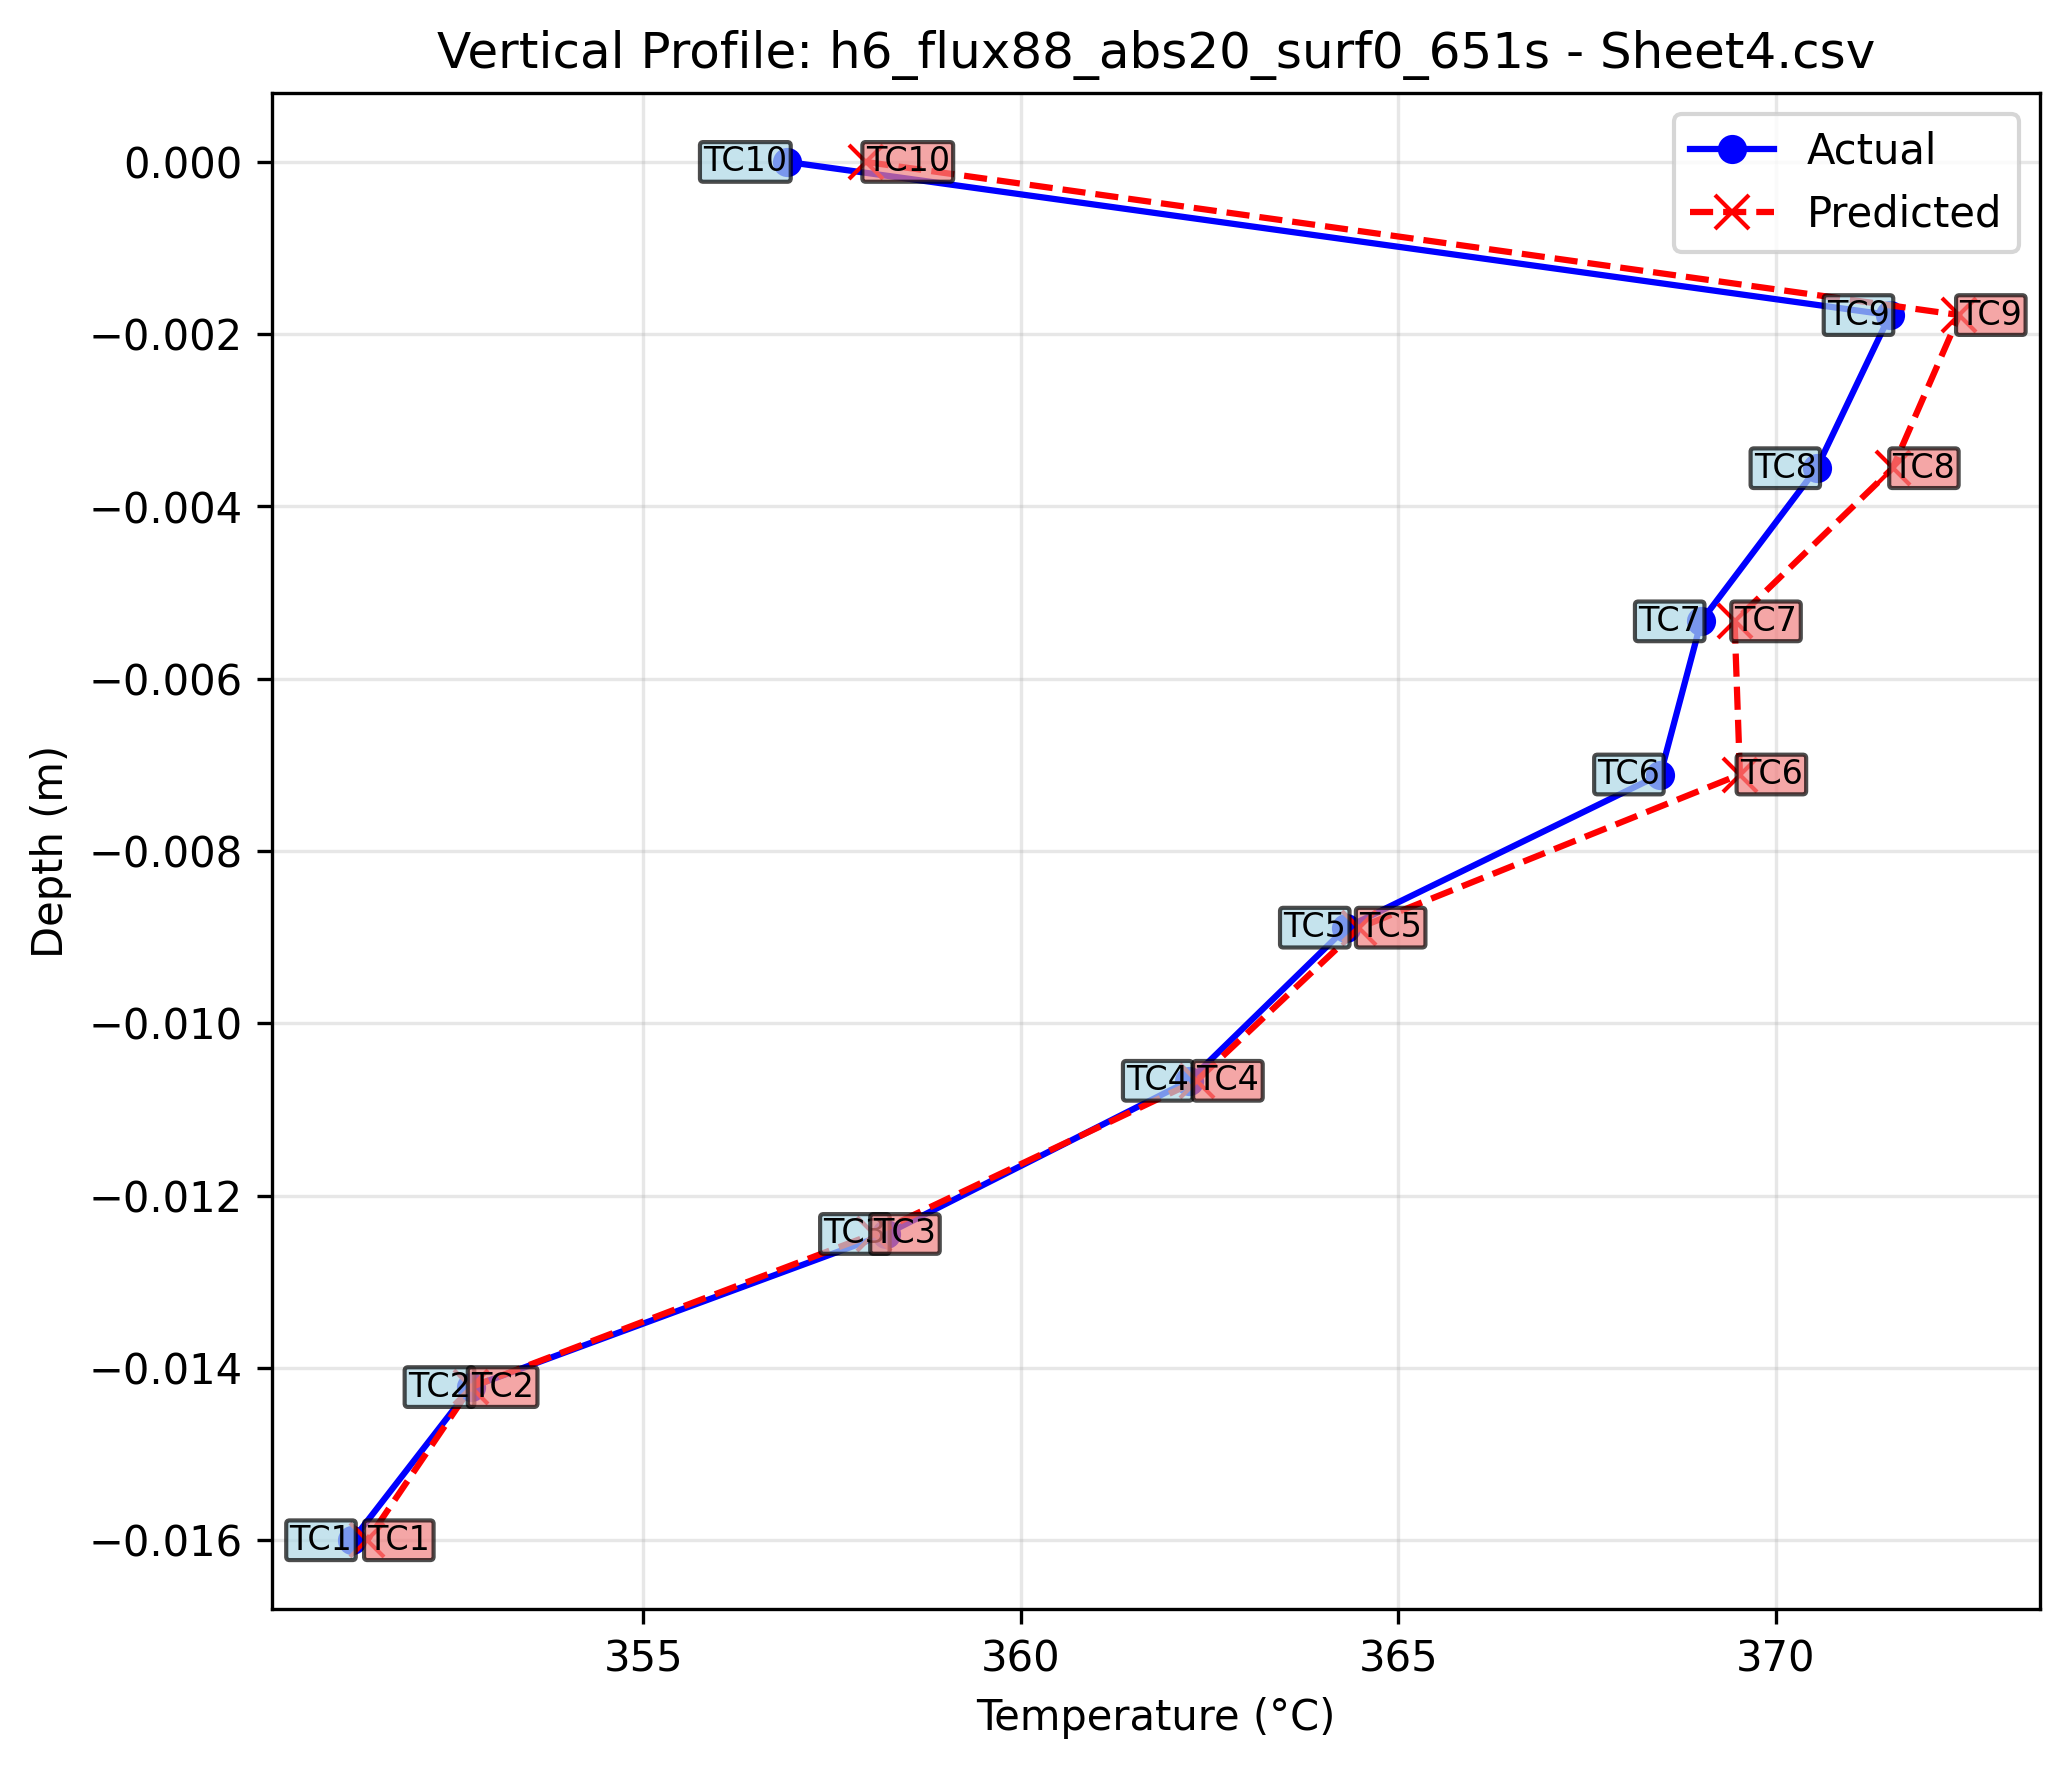 Vertical Profile: h6_flux88_abs20_surf0_651s - Sheet4.csv
Actual
Predicted
0.000
−0.002
−0.004
−0.006
−0.008
−0.010
−0.012
−0.014
−0.016
Depth (m)
TC10 TC10
TC9 TC9
TC8 TC8
TC7 TC7
TC6 TC6
TC5 TC5
TC4 TC4
TC3 TC3
TC2 TC2
TC1 TC1
355 360 365 370
Temperature (°C)